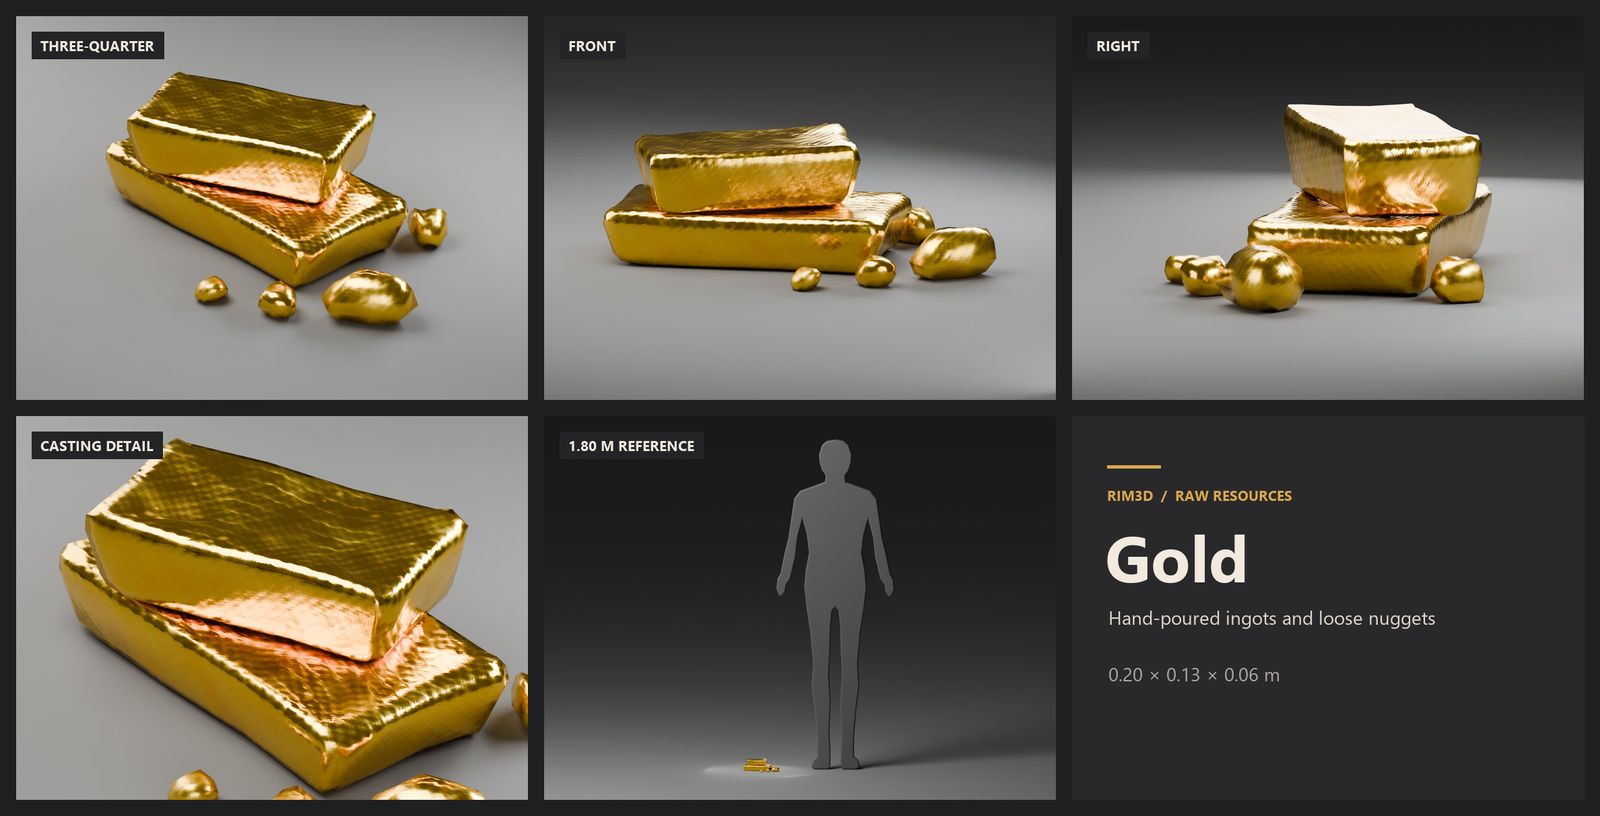 THREE-QUARTER
FRONT
RIGHT
CASTING DETAIL
1.80 M REFERENCE
RIM3D / RAW RESOURCES
Gold
Hand-poured ingots and loose nuggets
0.20 × 0.13 × 0.06 m